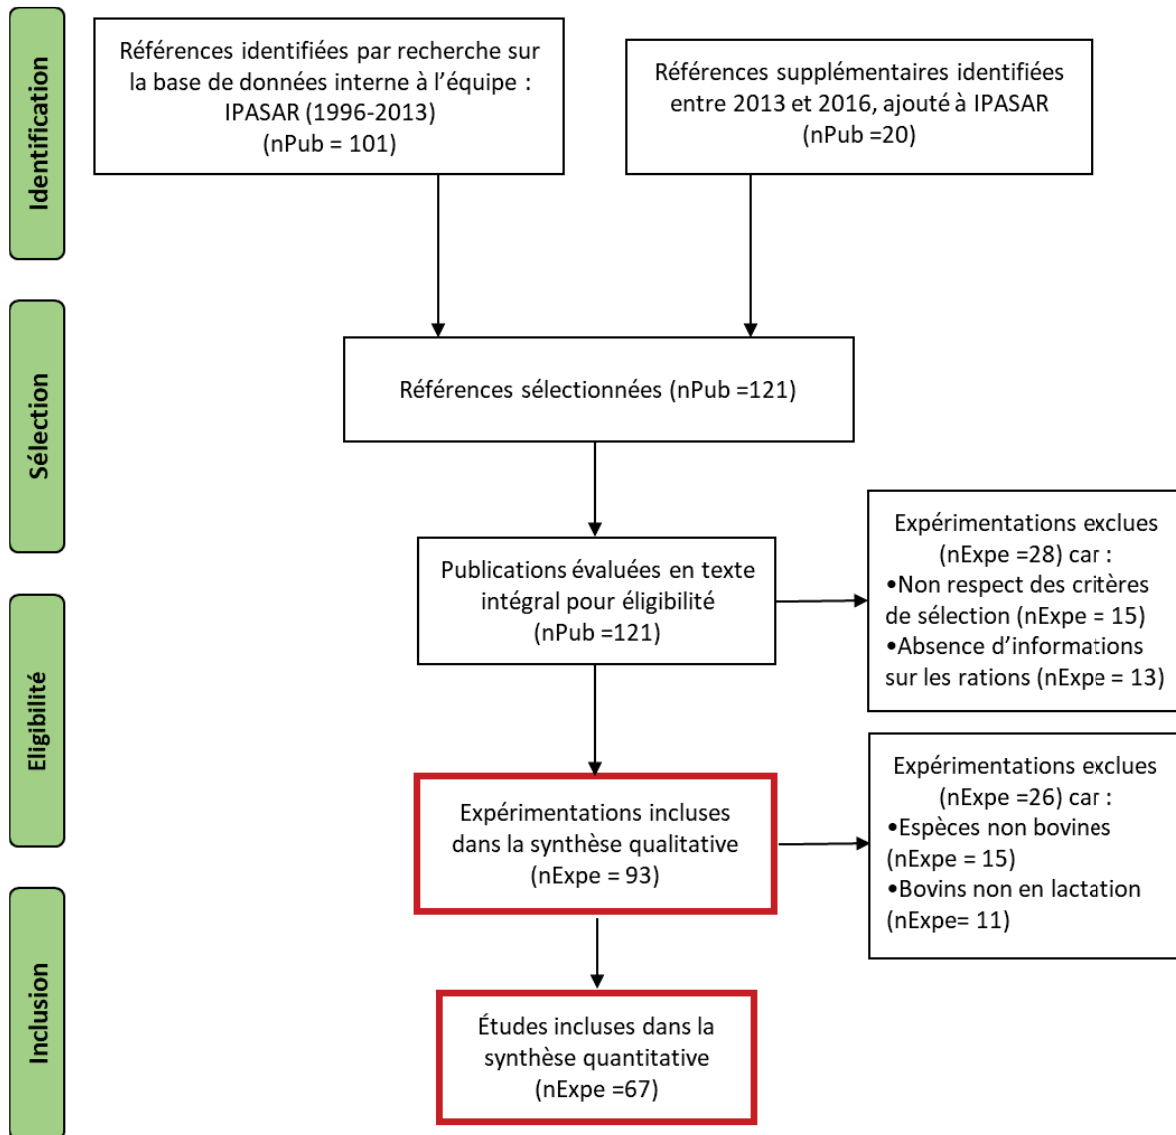 Identification
Références identifiées par recherche sur
la base de données interne à l'équipe :
IPASAR (1996-2013)
(nPub = 101)
Références supplémentaires identifiées
entre 2013 et 2016, ajouté à IPASAR
(nPub =20)
Sélection
Références sélectionnées (nPub =121)
Eligibilité
Publications évaluées en texte
intégral pour éligibilité
(nPub =121)
Expérimentations exclues
(nExpe =28) car :
•Non respect des critères
de sélection (nExpe = 15)
•Absence d'informations
sur les rations (nExpe = 13)
Expérimentations incluses
dans la synthèse qualitative
(nExpe = 93)
Expérimentations exclues
(nExpe =26) car :
•Espèces non bovines
(nExpe = 15)
•Bovins non en lactation
(nExpe= 11)
Inclusion
Études incluses dans la
synthèse quantitative
(nExpe =67)